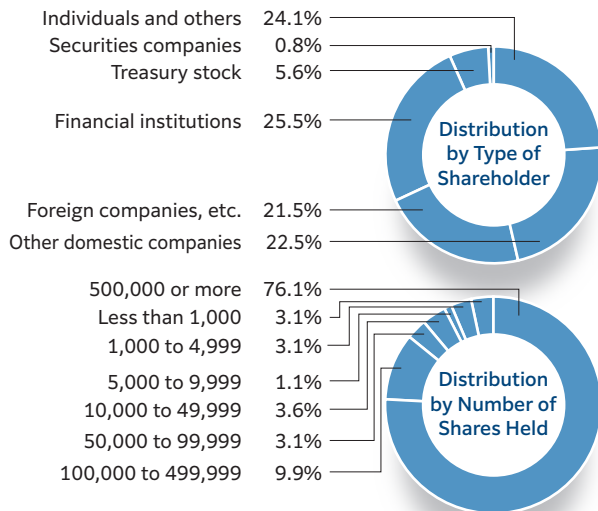 Individuals and others 24.1%
Securities companies 0.8%
Treasury stock 5.6%
Financial institutions 25.5%
Foreign companies, etc. 21.5%
Other domestic companies 22.5%
Distribution
by Type of
Shareholder
500,000 or more 76.1%
Less than 1,000 3.1%
1,000 to 4,999 3.1%
5,000 to 9,999 1.1%
10,000 to 49,999 3.6%
50,000 to 99,999 3.1%
100,000 to 499,999 9.9%
Distribution
by Number of
Shares Held